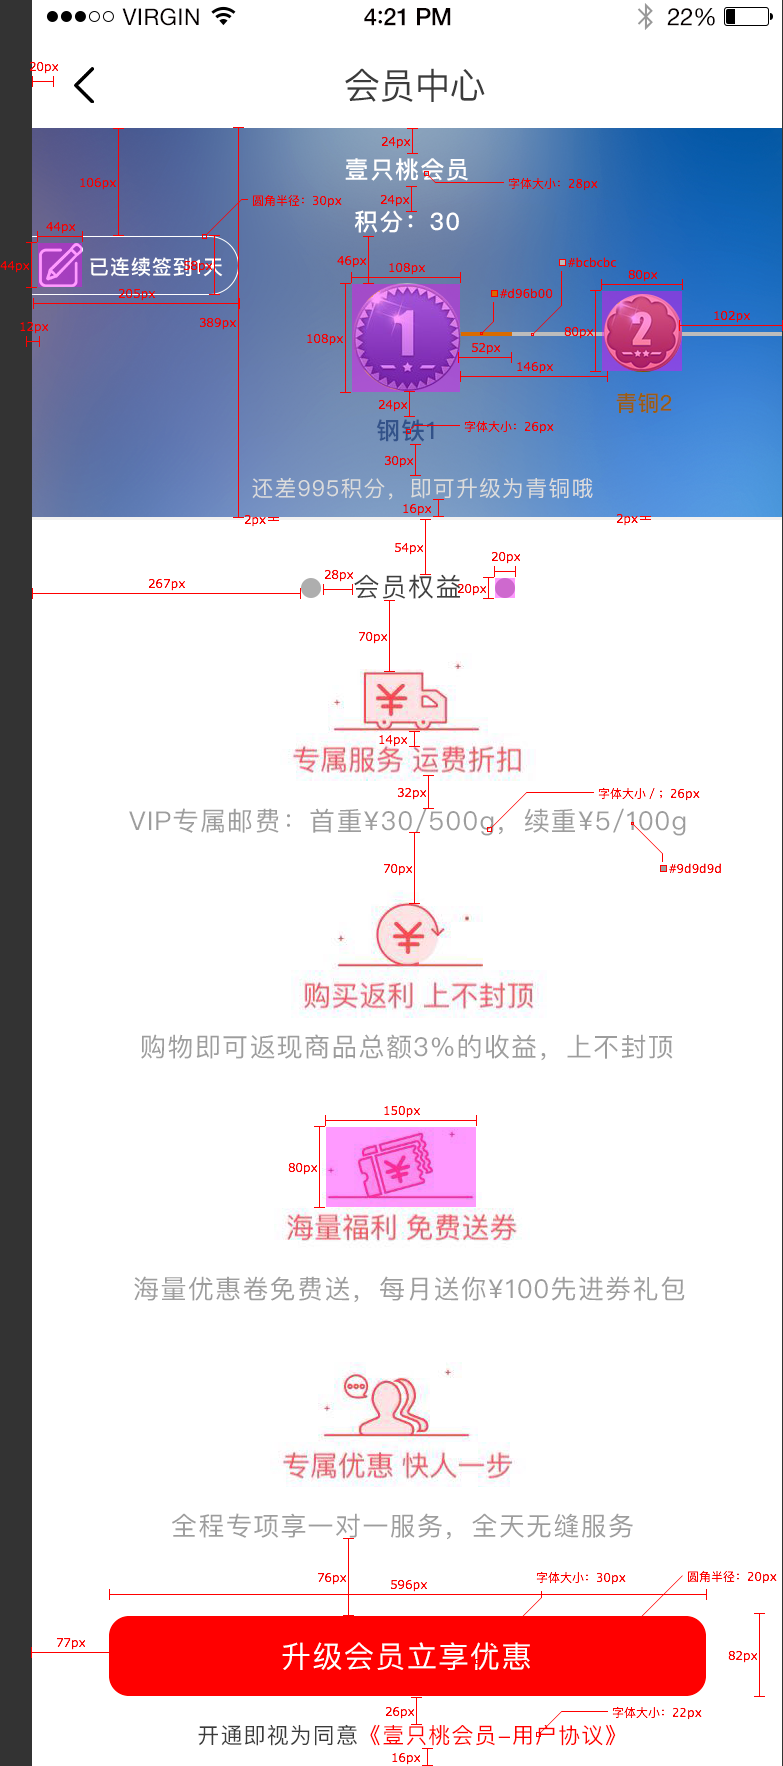 VIRGIN 4:21 PM 22%
20px
会员中心
24px
106px
壹只桃会员
字体大小：28px
24px
圆角半径：30px
积分：30
44px
46px
#bcbcbc
108px
80px
44px
已连续签到1天
58px
205px
#d96b00
389px
12px
108px
1
2
80px
102px
52px
146px
24px
青铜2
钢铁1
字体大小：26px
30px
还差995积分，即可升级为青铜哦
16px
2px
2px
54px
20px
267px
28px
会员权益
20px
70px
¥
14px
专属服务 运费折扣
32px
字体大小 / ；26px
VIP专属邮费：首重¥30/500g，续重¥5/100g
70px
#9d9d9d
¥
购买返利 上不封顶
购物即可返现商品总额3%的收益，上不封顶
150px
80px
¥
海量福利 免费送券
海量优惠卷免费送，每月送你¥100先进劵礼包
专属优惠 快人一步
全程专项享一对一服务，全天无缝服务
76px
596px
字体大小：30px
圆角半径：20px
77px
升级会员立享优惠
82px
26px
字体大小：22px
开通即视为同意《壹只桃会员-用户协议》
16px